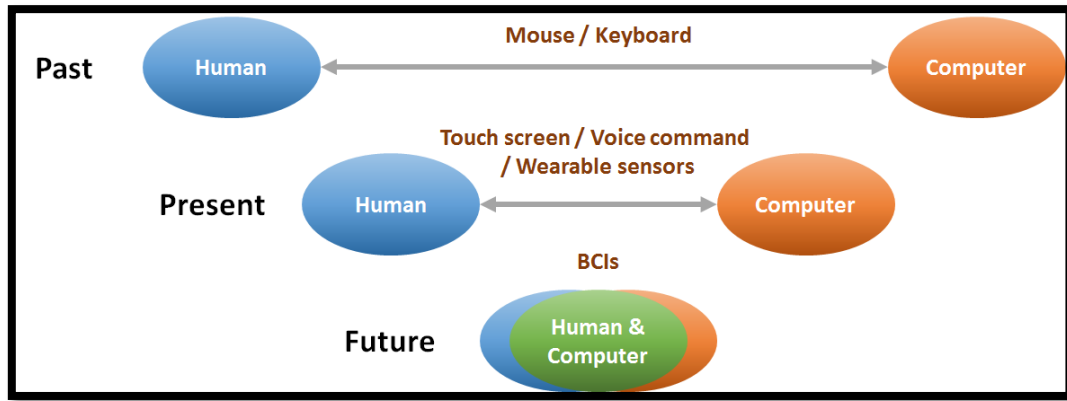 Mouse / Keyboard
Past
Human
Computer
Touch screen / Voice command
/ Wearable sensors
Present
Human
Computer
BCIs
Future
Human &
Computer